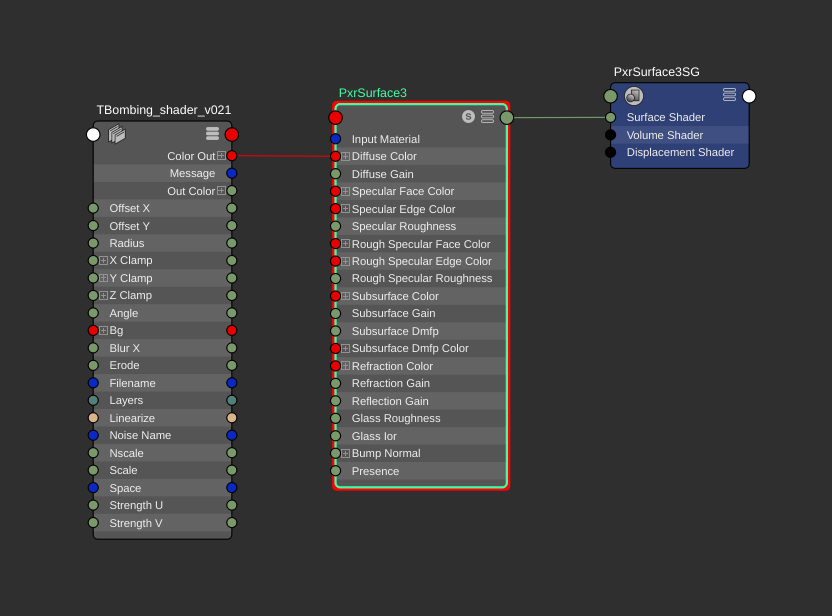 TBombing_shader_v021
Color Out
Message
Out Color
Offset X
Offset Y
Radius
X Clamp
Y Clamp
Z Clamp
Angle
Bg
Blur X
Erode
Filename
Layers
Linearize
Noise Name
Nscale
Scale
Space
Strength U
Strength V
PxrSurface3
S
Input Material
Diffuse Color
Diffuse Gain
Specular Face Color
Specular Edge Color
Specular Roughness
Rough Specular Face Color
Rough Specular Edge Color
Rough Specular Roughness
Subsurface Color
Subsurface Gain
Subsurface Dmfp
Subsurface Dmfp Color
Refraction Color
Refraction Gain
Reflection Gain
Glass Roughness
Glass Ior
Bump Normal
Presence
PxrSurface3SG
Surface Shader
Volume Shader
Displacement Shader